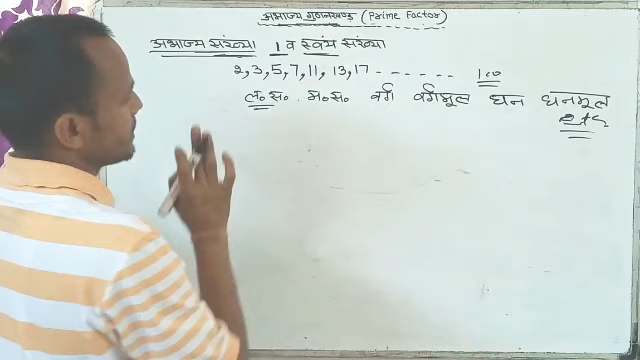 अभाज्य गुणनखण्ड (Prime Factor)
अभाज्य संख्या 1 व स्वंय संख्या
2,3,5,7,11,13,17 - - - - - - 100
ल०स०. म०स० वर्ग वर्गमूल घन घनमूल
etc